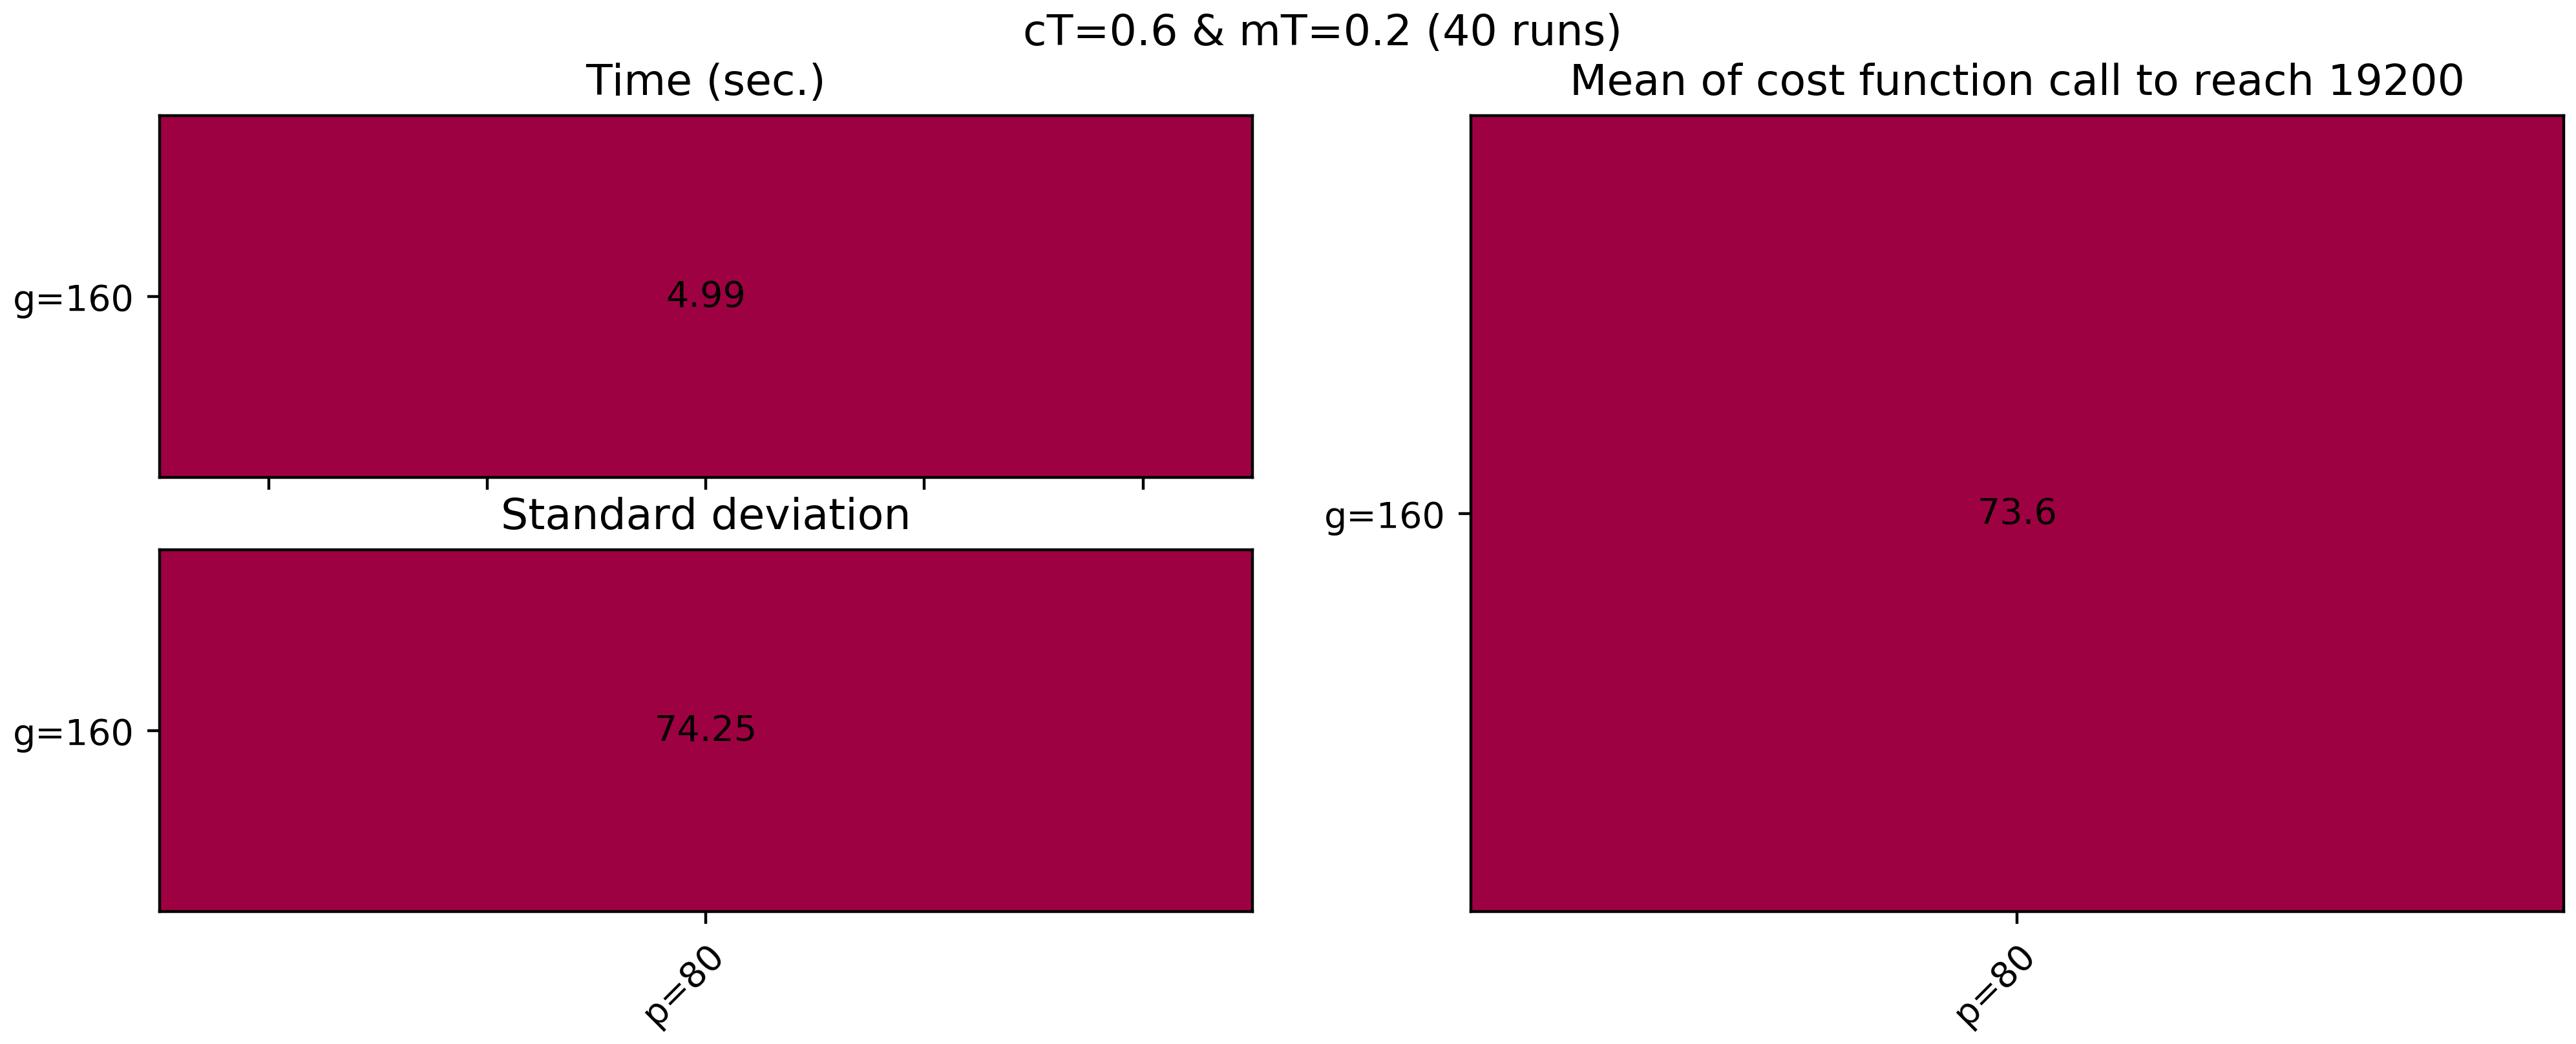 cT=0.6 & mT=0.2 (40 runs)
Time (sec.)
g=160
4.99
Standard deviation
g=160
74.25
p=80
Mean of cost function call to reach 19200
g=160
73.6
p=80